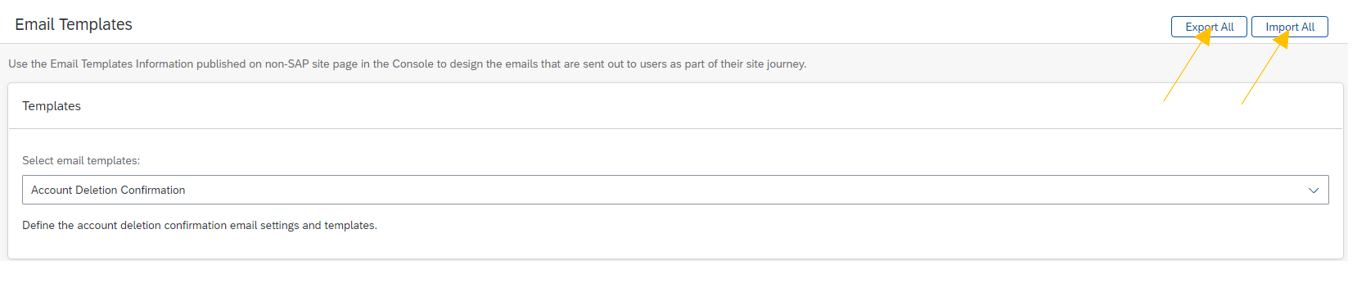 Email Templates
Export All
Import All
Use the Email Templates Information published on non-SAP site page in the Console to design the emails that are sent out to users as part of their site journey.
Templates
Select email templates:
Account Deletion Confirmation
Define the account deletion confirmation email settings and templates.